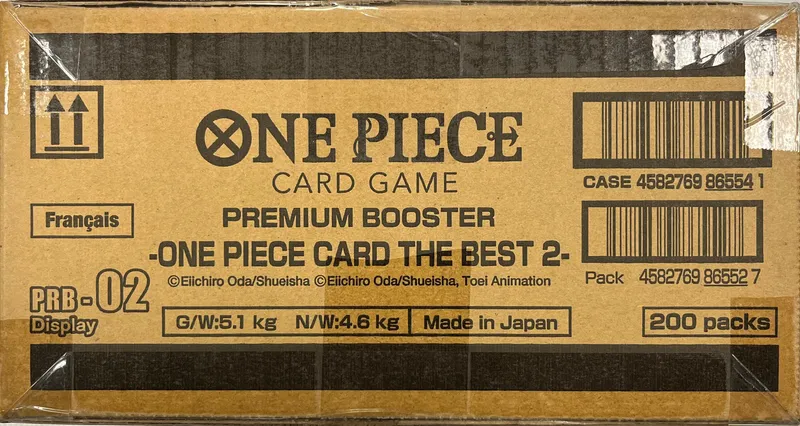 ONE PIECE
CARD GAME
CASE 4582769 86554 1
Français
PREMIUM BOOSTER
-ONE PIECE CARD THE BEST 2-
©Eiichiro Oda/Shueisha ©Eiichiro Oda/Shueisha, Toei Animation
Pack 4582769 86552 7
PRB-02
Display
G/W:5.1 kg N/W:4.6 kg
Made in Japan
200 packs